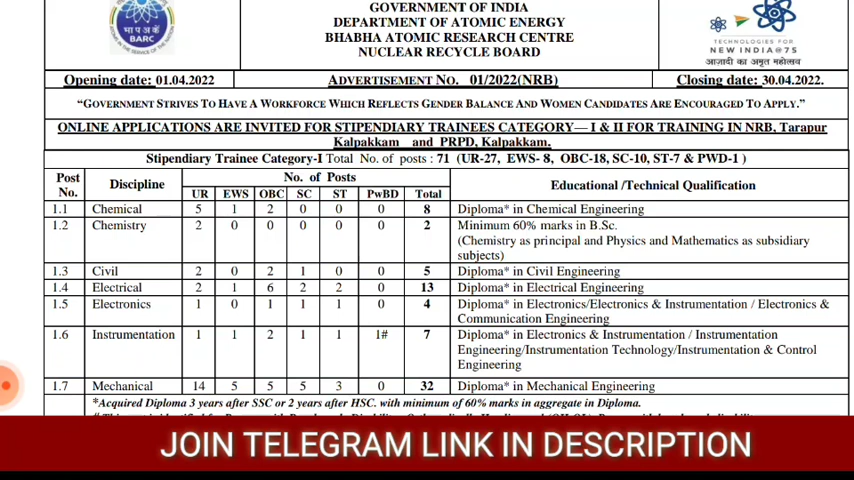 GOVERNMENT OF INDIA
DEPARTMENT OF ATOMIC ENERGY
BHABHA ATOMIC RESEARCH CENTRE
NUCLEAR RECYCLE BOARD
भापअकें
BARC
TECHNOLOGIES FOR
NEW INDIA@75
आज़ादी का अमृत महोत्सव
Opening date: 01.04.2022 ADVERTISEMENT NO. 01/2022(NRB) Closing date: 30.04.2022.
“GOVERNMENT STRIVES TO HAVE A WORKFORCE WHICH REFLECTS GENDER BALANCE AND WOMEN CANDIDATES ARE ENCOURAGED TO APPLY.”
ONLINE APPLICATIONS ARE INVITED FOR STIPENDIARY TRAINEES CATEGORY— I & II FOR TRAINING IN NRB, Tarapur
Kalpakkam and PRPD, Kalpakkam.
Stipendiary Trainee Category-I Total No. of posts : 71 (UR-27, EWS- 8, OBC-18, SC-10, ST-7 & PWD-1 )
Post No. Discipline No. of Posts Educational /Technical Qualification
UR EWS OBC SC ST PwBD Total
1.1 Chemical 5 1 2 0 0 0 8 Diploma* in Chemical Engineering
1.2 Chemistry 2 0 0 0 0 0 2 Minimum 60% marks in B.Sc.
(Chemistry as principal and Physics and Mathematics as subsidiary
subjects)
1.3 Civil 2 0 2 1 0 0 5 Diploma* in Civil Engineering
1.4 Electrical 2 1 6 2 2 0 13 Diploma* in Electrical Engineering
1.5 Electronics 1 0 1 1 1 0 4 Diploma* in Electronics/Electronics & Instrumentation / Electronics &
Communication Engineering
1.6 Instrumentation 1 1 2 1 1 1# 7 Diploma* in Electronics & Instrumentation / Instrumentation
Engineering/Instrumentation Technology/Instrumentation & Control
Engineering
1.7 Mechanical 14 5 5 5 3 0 32 Diploma* in Mechanical Engineering
*Acquired Diploma 3 years after SSC or 2 years after HSC. with minimum of 60% marks in aggregate in Diploma.
JOIN TELEGRAM LINK IN DESCRIPTION